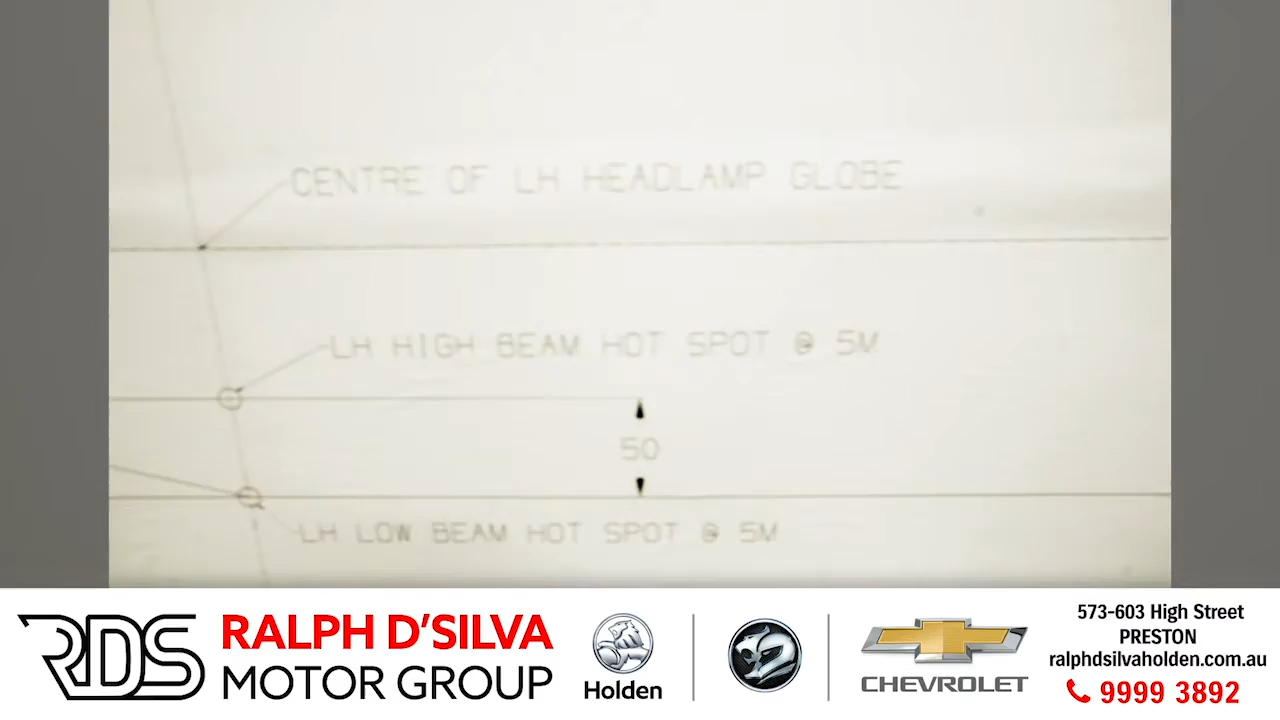 CENTRE OF LH HEADLAMP GLOBE
LH HIGH BEAM HOT SPOT @ 5M
50
LH LOW BEAM HOT SPOT @ 5M
RDS
RALPH D'SILVA
MOTOR GROUP
Holden
CHEVROLET
573-603 High Street
PRESTON
ralphdsilvaholden.com.au
9999 3892